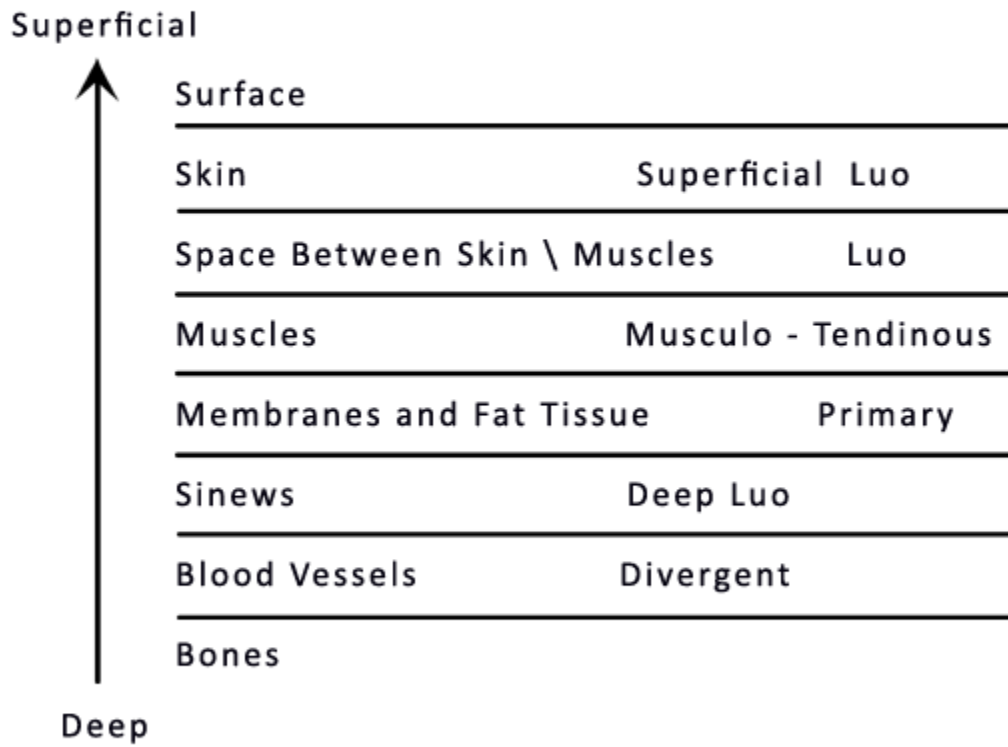 Superficial
Surface
Skin Superficial Luo
Space Between Skin \ Muscles Luo
Muscles Musculo - Tendinous
Membranes and Fat Tissue Primary
Sinews Deep Luo
Blood Vessels Divergent
Bones
Deep